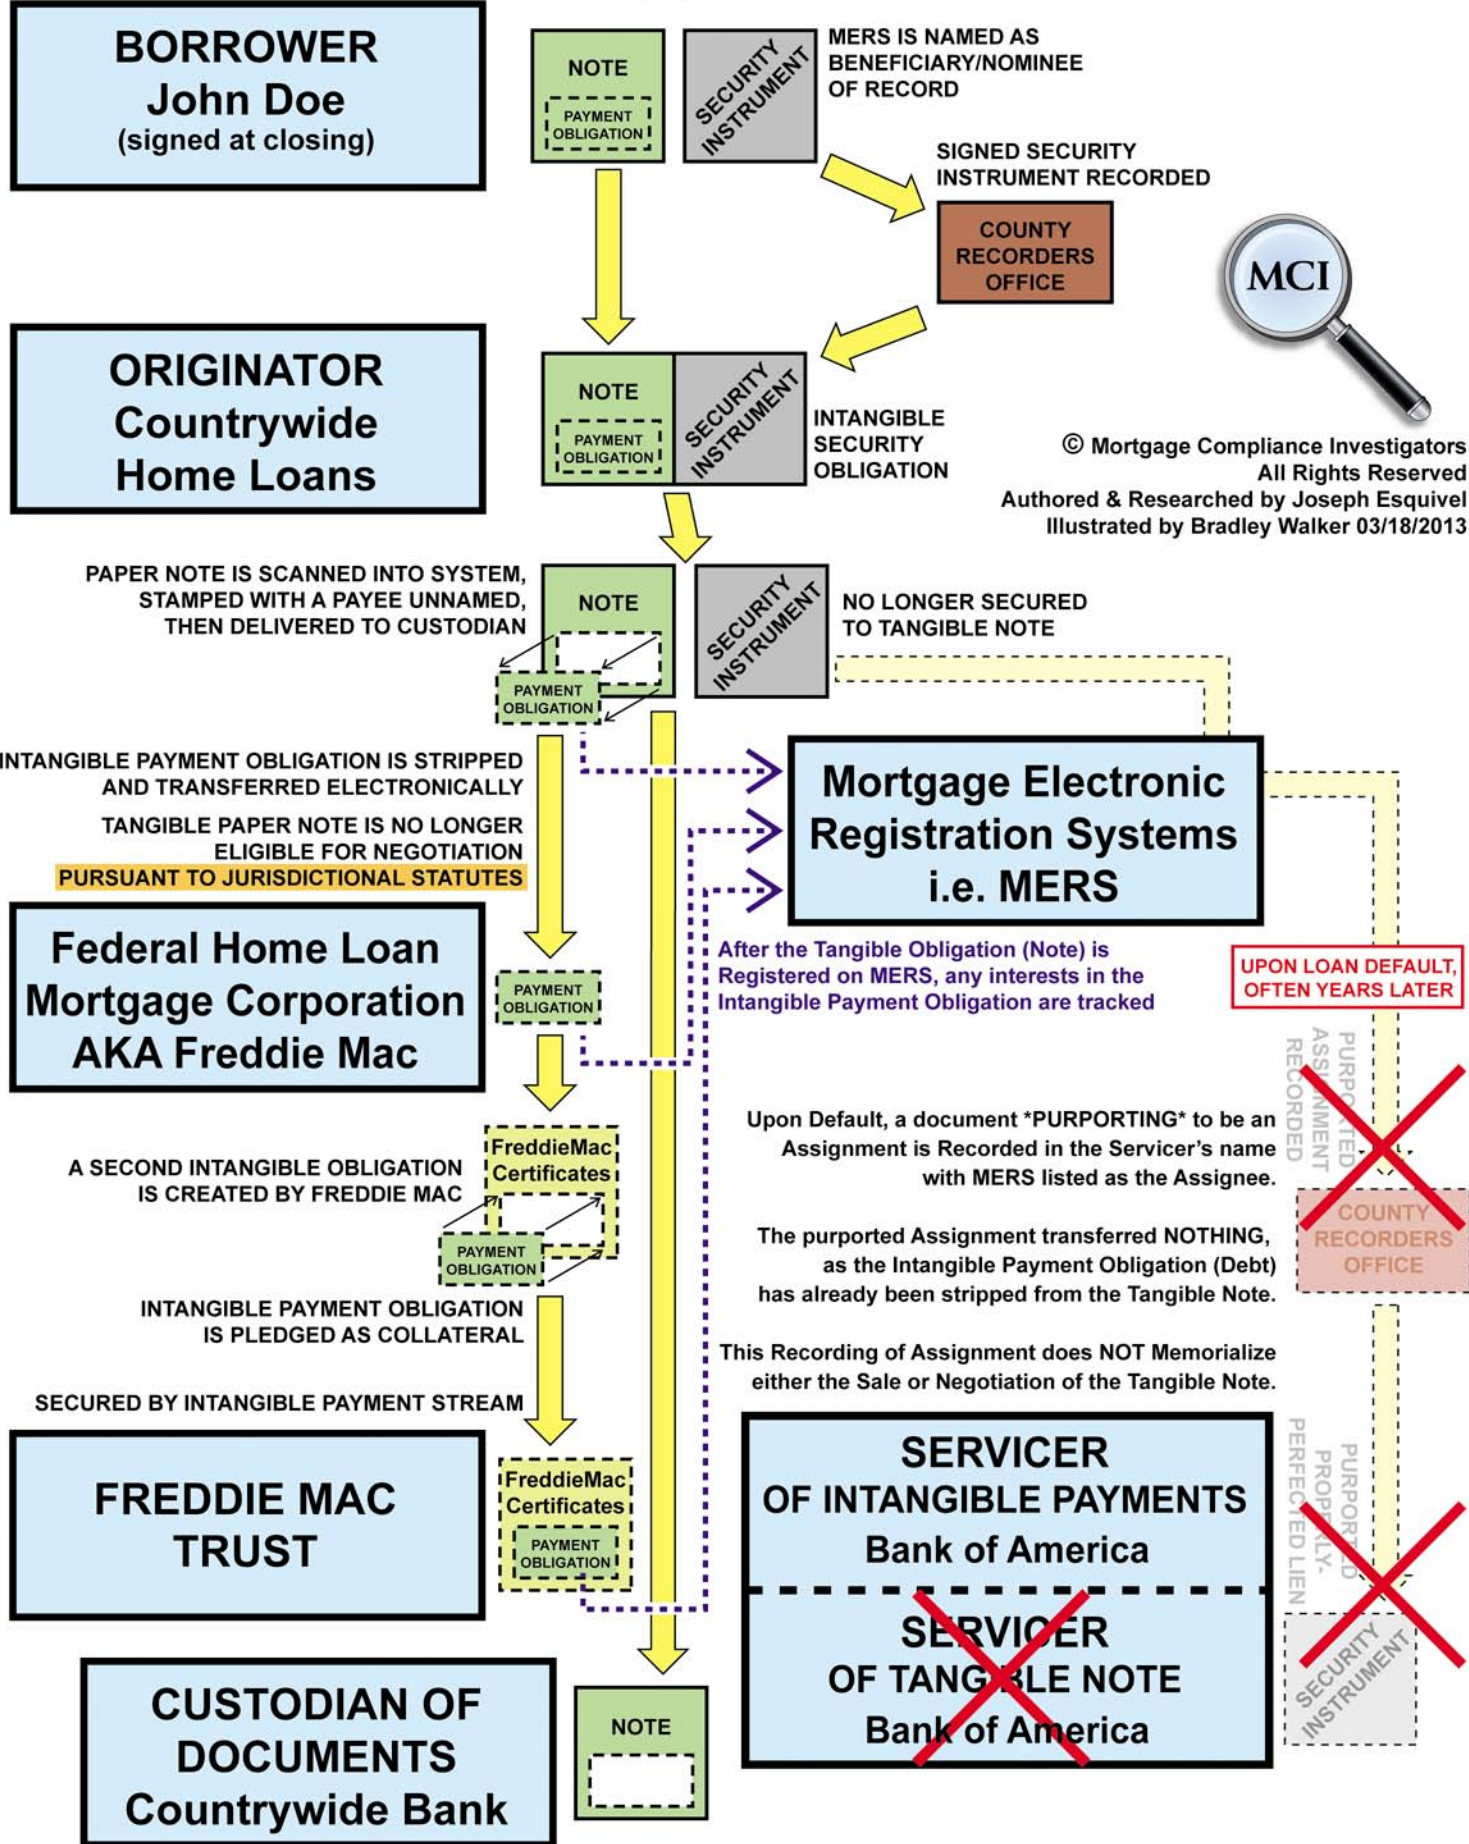 BORROWER
John Doe
(signed at closing)
NOTE
PAYMENT
OBLIGATION
SECURITY
INSTRUMENT
MERS IS NAMED AS
BENEFICIARY/NOMINEE
OF RECORD
SIGNED SECURITY
INSTRUMENT RECORDED
COUNTY
RECORDERS
OFFICE
MCI
© Mortgage Compliance Investigators
All Rights Reserved
Authored & Researched by Joseph Esquivel
Illustrated by Bradley Walker 03/18/2013
ORIGINATOR
Countrywide
Home Loans
NOTE
PAYMENT
OBLIGATION
SECURITY
INSTRUMENT
INTANGIBLE
SECURITY
OBLIGATION
PAPER NOTE IS SCANNED INTO SYSTEM,
STAMPED WITH A PAYEE UNNAMED,
THEN DELIVERED TO CUSTODIAN
NOTE
PAYMENT
OBLIGATION
SECURITY
INSTRUMENT
NO LONGER SECURED
TO TANGIBLE NOTE
INTANGIBLE PAYMENT OBLIGATION IS STRIPPED
AND TRANSFERRED ELECTRONICALLY
TANGIBLE PAPER NOTE IS NO LONGER
ELIGIBLE FOR NEGOTIATION
PURSUANT TO JURISDICTIONAL STATUTES
Mortgage Electronic
Registration Systems
i.e. MERS
Federal Home Loan
Mortgage Corporation
AKA Freddie Mac
PAYMENT
OBLIGATION
After the Tangible Obligation (Note) is
Registered on MERS, any interests in the
Intangible Payment Obligation are tracked
UPON LOAN DEFAULT,
OFTEN YEARS LATER
PURPORTED
ASSIGNMENT
RECORDED
FreddieMac
Certificates
PAYMENT
OBLIGATION
A SECOND INTANGIBLE OBLIGATION
IS CREATED BY FREDDIE MAC
Upon Default, a document *PURPORTING* to be an
Assignment is Recorded in the Servicer's name
with MERS listed as the Assignee.
COUNTY
RECORDERS
OFFICE
The purported Assignment transferred NOTHING,
as the Intangible Payment Obligation (Debt)
has already been stripped from the Tangible Note.
INTANGIBLE PAYMENT OBLIGATION
IS PLEDGED AS COLLATERAL
This Recording of Assignment does NOT Memorialize
either the Sale or Negotiation of the Tangible Note.
SECURED BY INTANGIBLE PAYMENT STREAM
FREDDIE MAC
TRUST
FreddieMac
Certificates
PAYMENT
OBLIGATION
SERVICER
OF INTANGIBLE PAYMENTS
Bank of America
SERVICER
OF TANGIBLE NOTE
Bank of America
PURPORTED
PROPERLY-
PERFECTED LIEN
SECURITY
INSTRUMENT
CUSTODIAN OF
DOCUMENTS
Countrywide Bank
NOTE